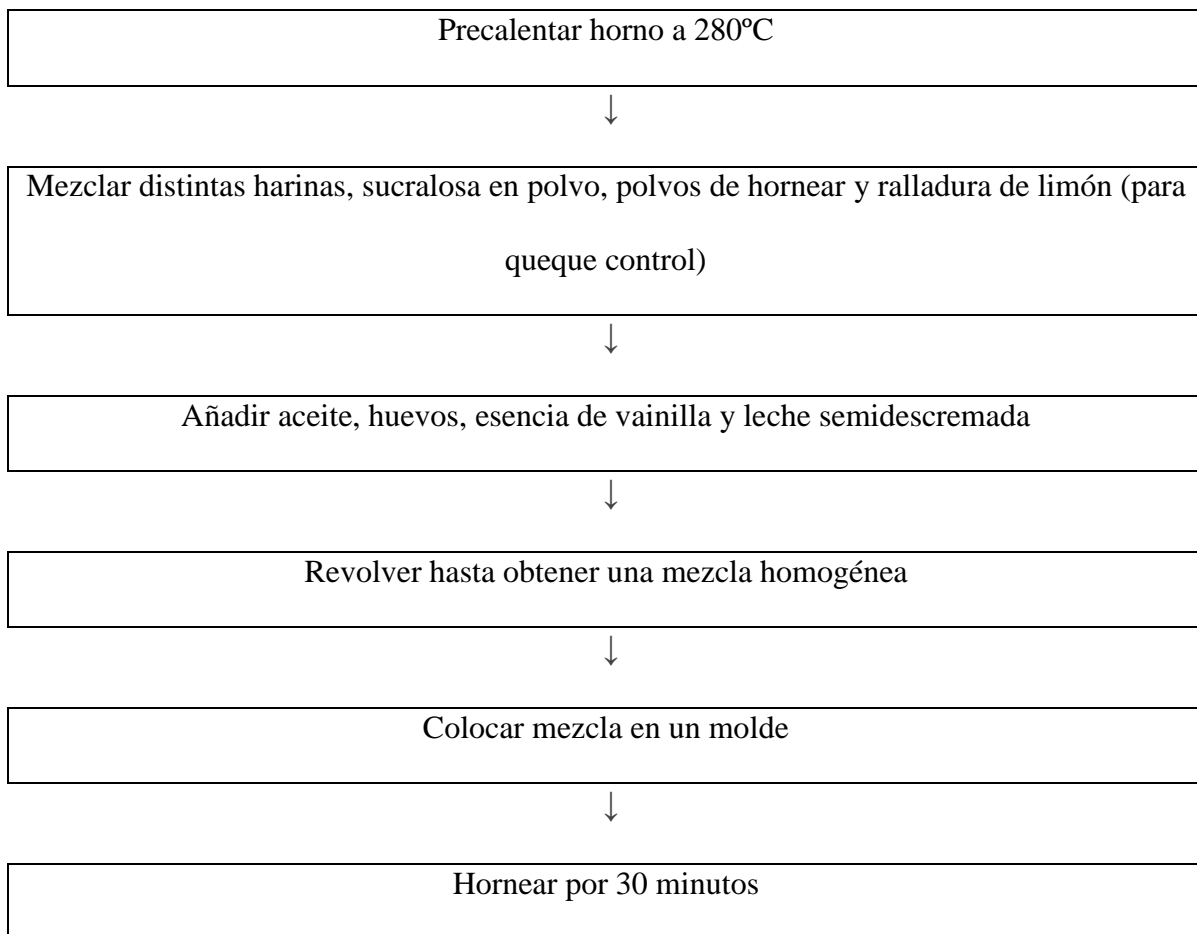 Precalentar horno a 280ºC
↓
Mezclar distintas harinas, sucralosa en polvo, polvos de hornear y ralladura de limón (para
queque control)
↓
Añadir aceite, huevos, esencia de vainilla y leche semidescremada
↓
Revolver hasta obtener una mezcla homogénea
↓
Colocar mezcla en un molde
↓
Hornear por 30 minutos